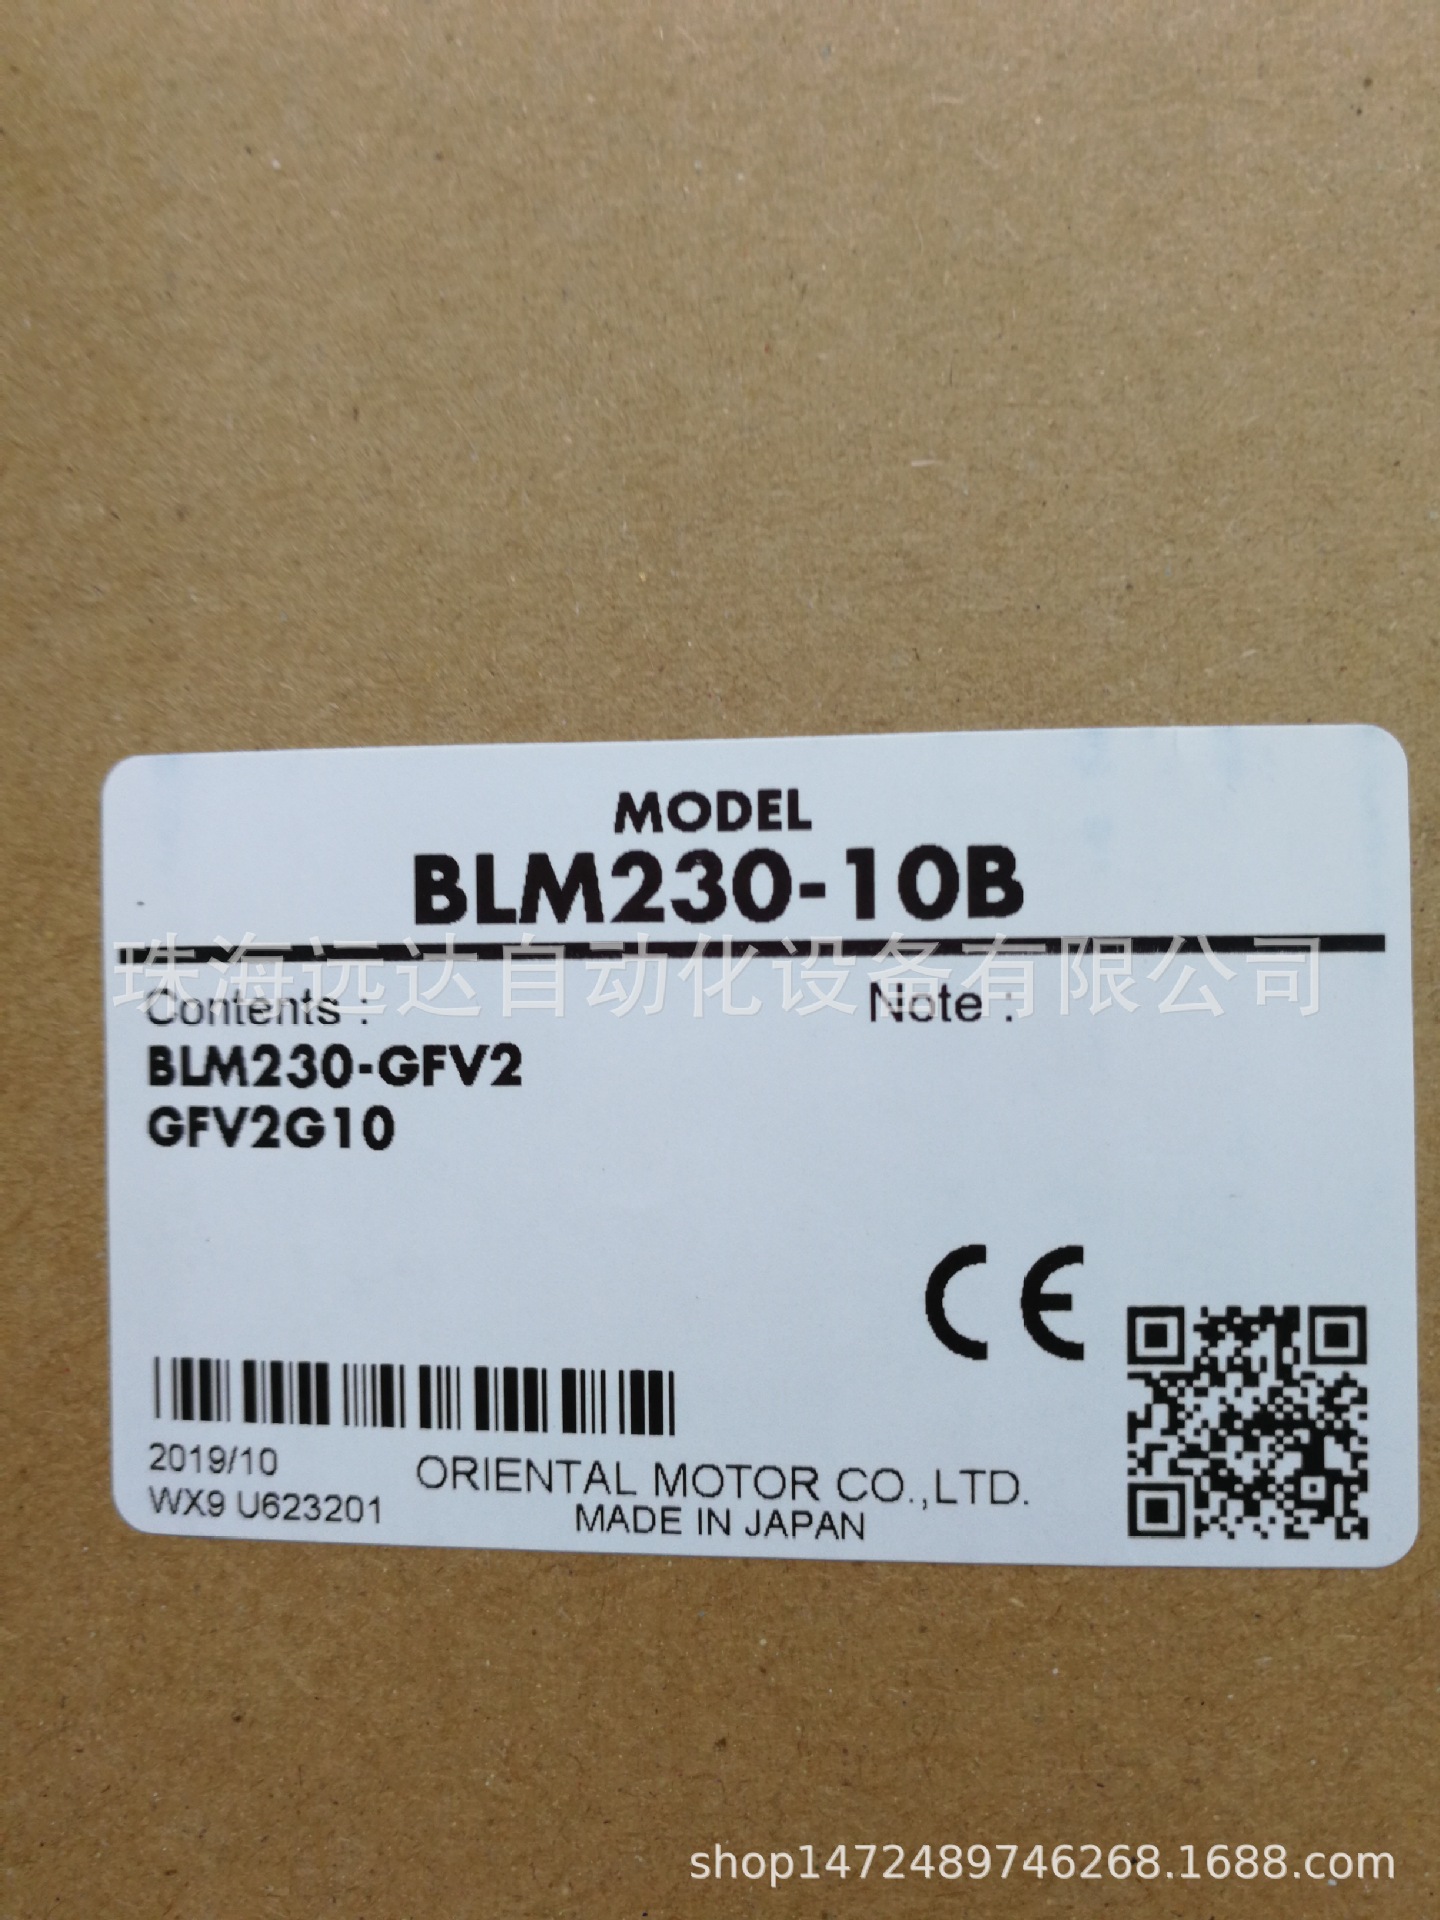 MODEL
BLM230-10B
珠海远达自动化设备有限公司
Contents :
Note :
BLM230-GFV2
GFV2G10
CE
2019/10
WX9 U623201
ORIENTAL MOTOR CO.,LTD.
MADE IN JAPAN
shop1472489746268.1688.com